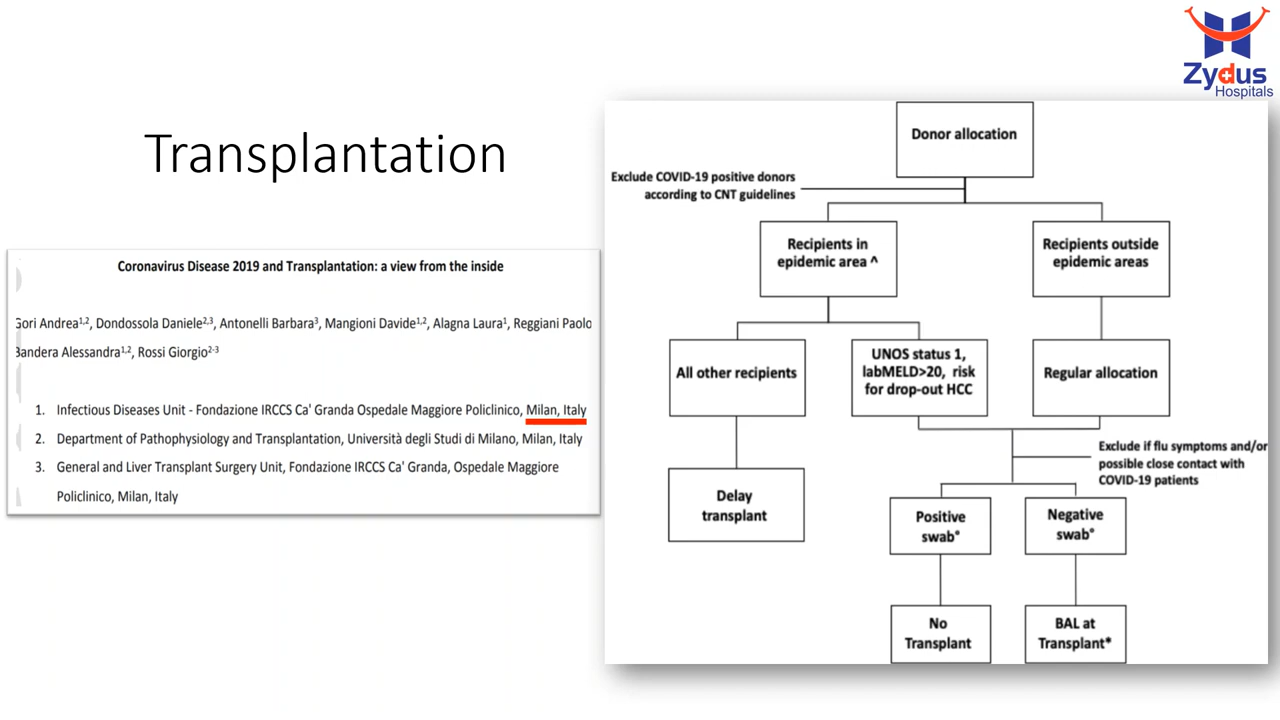 Zydus
Hospitals
Transplantation
Coronavirus Disease 2019 and Transplantation: a view from the inside
Gori Andrea1,2, Dondossola Daniele2,3, Antonelli Barbara3, Mangioni Davide1,2, Alagna Laura1, Reggiani Paolo
Bandera Alessandra1,2, Rossi Giorgio2-3
1. Infectious Diseases Unit - Fondazione IRCCS Ca' Granda Ospedale Maggiore Policlinico, Milan, Italy
2. Department of Pathophysiology and Transplantation, Università degli Studi di Milano, Milan, Italy
3. General and Liver Transplant Surgery Unit, Fondazione IRCCS Ca' Granda, Ospedale Maggiore
Policlinico, Milan, Italy
Donor allocation
Exclude COVID-19 positive donors
according to CNT guidelines
Recipients in
epidemic area ^
Recipients outside
epidemic areas
All other recipients
UNOS status 1,
labMELD>20, risk
for drop-out HCC
Regular allocation
Exclude if flu symptoms and/or
possible close contact with
COVID-19 patients
Delay
transplant
Positive
swab°
Negative
swab°
No
Transplant
BAL at
Transplant*